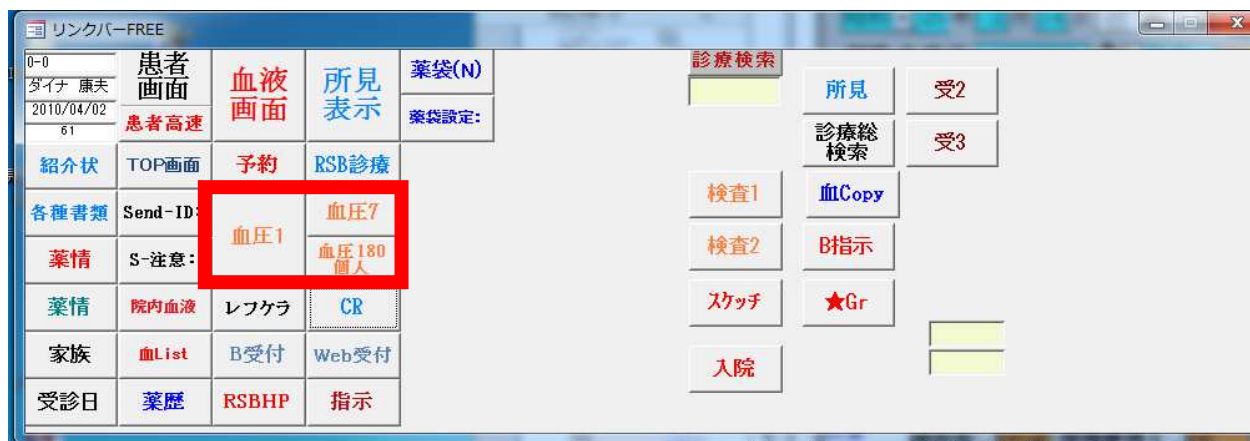 リンクバーFREE
0-0
ダイナ 康夫
2010/04/02
61
患者
画面
患者高速
血液
画面
所見
表示
薬袋(N)
薬袋設定:
診療検索
所見
受2
診療総
検索
受3
紹介状
TOP画面
予約
RSB診療
検査1
血Copy
各種書類
Send-ID:
血圧1
血圧7
検査2
B指示
薬情
S-注意:
血圧180
個人
薬情
院内血液
レフケラ
CR
スケッチ
★Gr
家族
血List
B受付
Web受付
入院
受診日
薬歴
RSBHP
指示